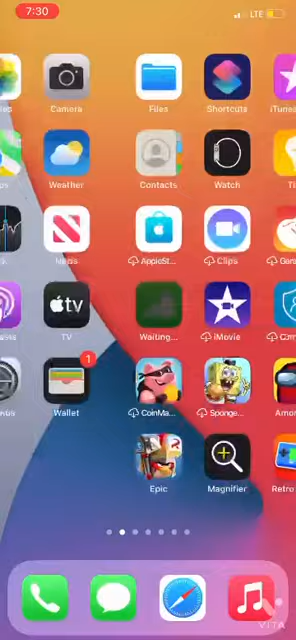 7:30
LTE
Camera
Files
Shortcuts
Weather
Contacts
Watch
News
AppleSt...
Clips
tv
TV
Waiting...
iMovie
1
Wallet
CoinMa...
Sponge...
Epic
Magnifier
Retro
VITA